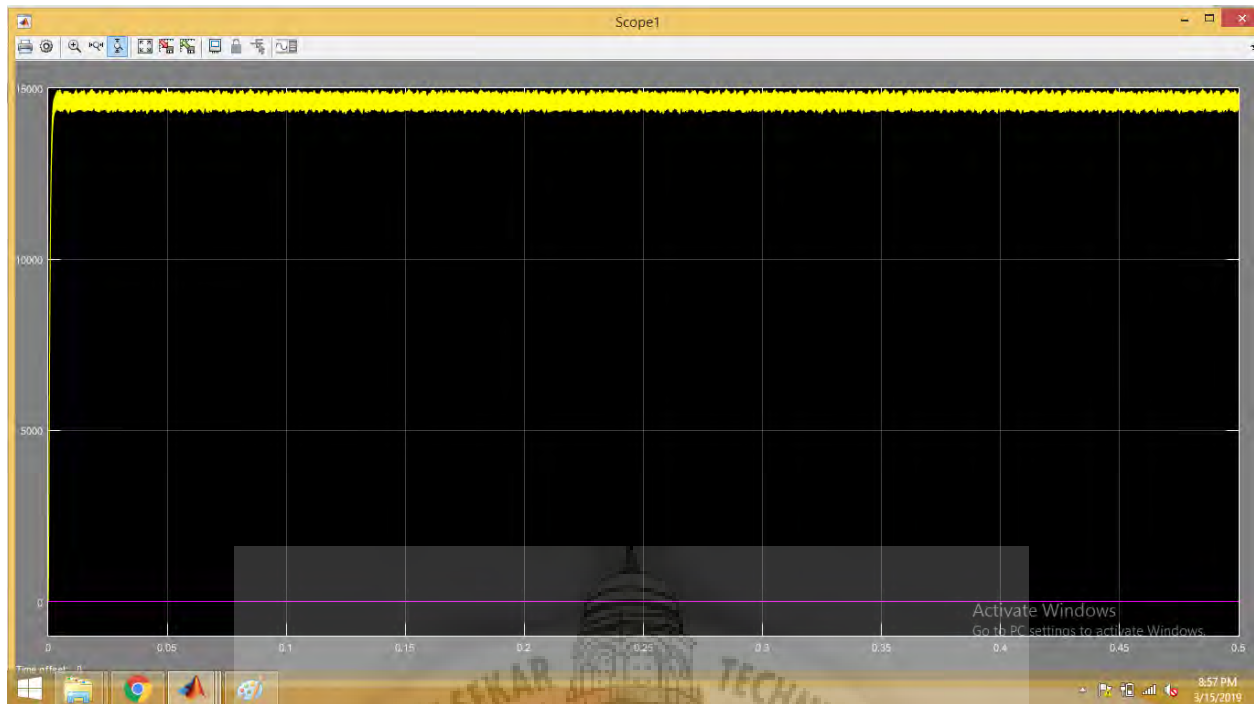 Scope1
15000
10000
5000
0
0 0.05 0.1 0.15 0.2 0.25 0.3 0.35 0.4 0.45 0.5
Time offset: 0
Activate Windows
Go to PC settings to activate Windows.
8:57 PM
3/15/2019